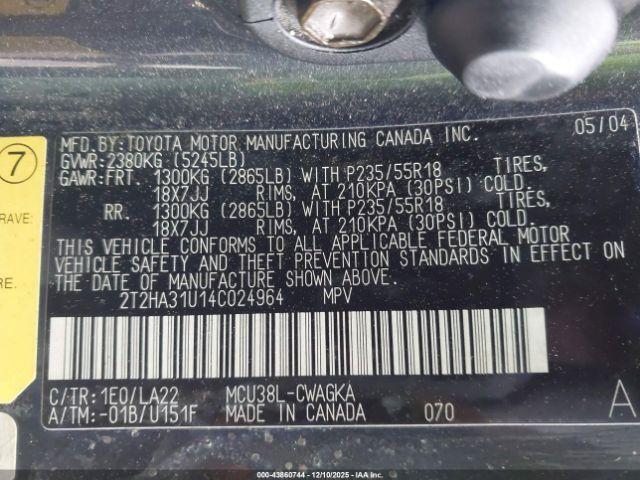 MFD.BY:TOYOTA MOTOR MANUFACTURING CANADA INC. 05/04
GVWR:2380KG (5245LB)
GAWR:FRT. 1300KG (2865LB) WITH P235/55R18 TIRES,
18X7JJ RIMS, AT 210KPA (30PSI) COLD.
RR. 1300KG (2865LB) WITH P235/55R18 TIRES,
18X7JJ RIMS, AT 210KPA (30PSI) COLD.
THIS VEHICLE CONFORMS TO ALL APPLICABLE FEDERAL MOTOR
VEHICLE SAFETY AND THEFT PREVENTION STANDARDS IN EFFECT ON
THE DATE OF MANUFACTURE SHOWN ABOVE.
2T2HA31U14C024964 MPV
C/TR:1E0/LA22 MCU38L-CWAGKA
A/TM:-01B/U151F MADE IN CANADA 070 A
7
RAVE:
IT
000-43860744 - 12/10/2025 - IAAI Copyright